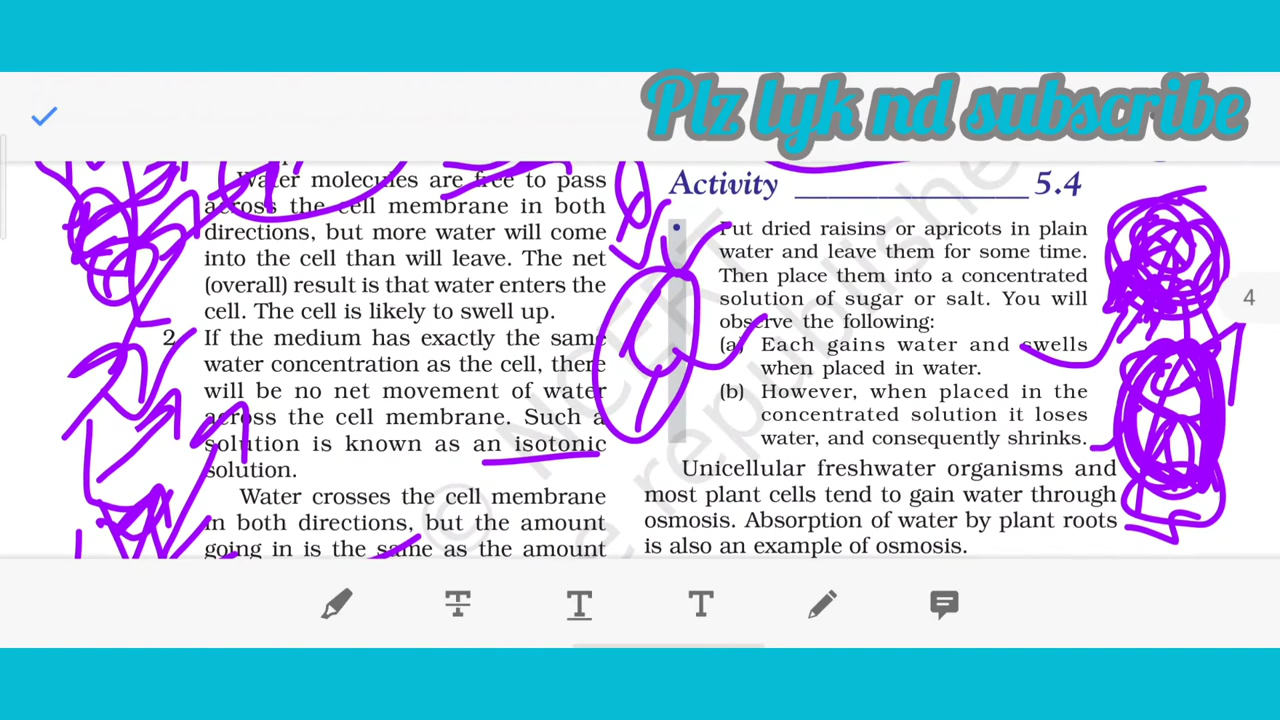 Plz lyk nd subscribe
Water molecules are free to pass
across the cell membrane in both
directions, but more water will come
into the cell than will leave. The net
(overall) result is that water enters the
cell. The cell is likely to swell up.
2. If the medium has exactly the same
water concentration as the cell, there
will be no net movement of water
across the cell membrane. Such a
solution is known as an isotonic
solution.
Water crosses the cell membrane
in both directions, but the amount
going in is the same as the amount
Activity ______________ 5.4
• Put dried raisins or apricots in plain
water and leave them for some time.
Then place them into a concentrated
solution of sugar or salt. You will
observe the following:
(a) Each gains water and swells
when placed in water.
(b) However, when placed in the
concentrated solution it loses
water, and consequently shrinks.
Unicellular freshwater organisms and
most plant cells tend to gain water through
osmosis. Absorption of water by plant roots
is also an example of osmosis.
4
© NCERT
be republished